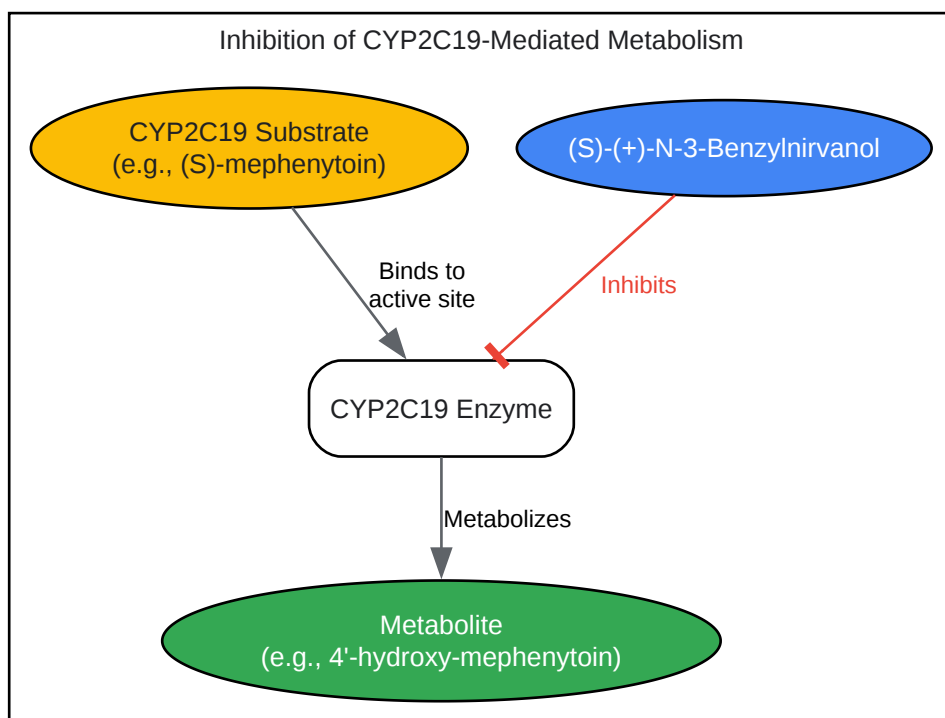 Inhibition of CYP2C19-Mediated Metabolism
CYP2C19 Substrate
(e.g., (S)-mephenytoin)
(S)-(+)-N-3-Benzylnirvanol
Binds to
active site
Inhibits
CYP2C19 Enzyme
Metabolizes
Metabolite
(e.g., 4'-hydroxy-mephenytoin)